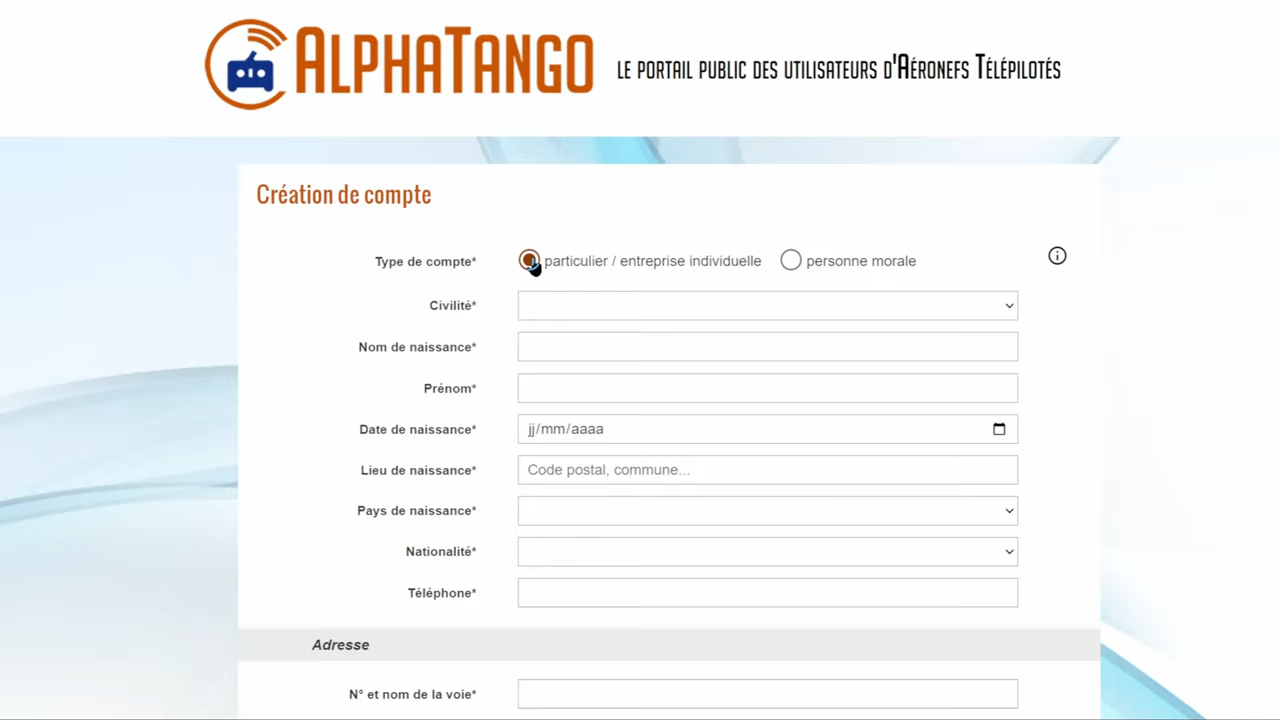 ALPHATANGO LE PORTAIL PUBLIC DES UTILISATEURS D'AÉRONEFS TÉLÉPILOTÉS
Création de compte
Type de compte* particulier / entreprise individuelle personne morale
Civilité*
Nom de naissance*
Prénom*
Date de naissance* jj/mm/aaaa
Lieu de naissance* Code postal, commune...
Pays de naissance*
Nationalité*
Téléphone*
Adresse
N° et nom de la voie*